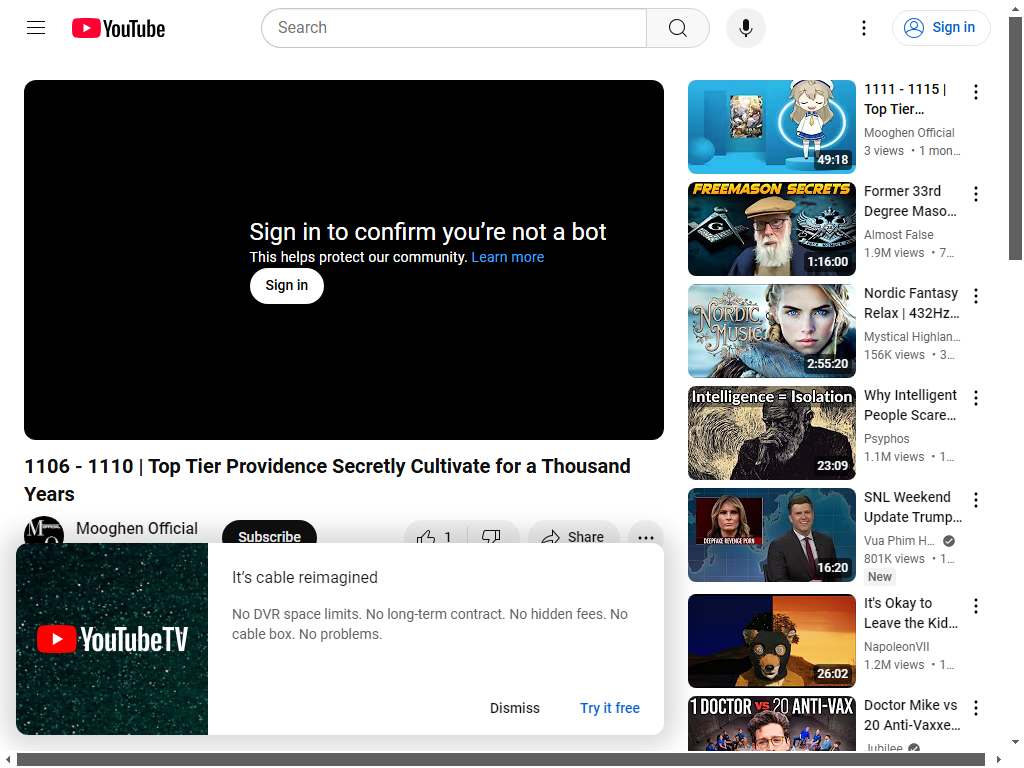 YouTube
Search
Sign in
Sign in to confirm you’re not a bot
This helps protect our community. Learn more
Sign in
1106 - 1110 | Top Tier Providence Secretly Cultivate for a Thousand
Years
Mooghen Official
Subscribe
1
Share
YouTubeTV
It’s cable reimagined
No DVR space limits. No long-term contract. No hidden fees. No
cable box. No problems.
Dismiss
Try it free
49:18
1111 - 1115 |
Top Tier…
Mooghen Official
3 views • 1 mon…
FREEMASON SECRETS
G
1:16:00
Former 33rd
Degree Maso…
Almost False
1.9M views • 7…
NORDIC
MUSIC
2:55:20
Nordic Fantasy
Relax | 432Hz…
Mystical Highlan…
156K views • 3…
Intelligence = Isolation
23:09
Why Intelligent
People Scare…
Psyphos
1.1M views • 1…
DEEPFAKE REVENGE PORN
16:20
SNL Weekend
Update Trump…
Vua Phim H…
801K views • 1…
New
26:02
It's Okay to
Leave the Kid…
NapoleonVII
1.2M views • 1…
1 DOCTOR VS 20 ANTI-VAX
Doctor Mike vs
20 Anti-Vaxxe…
Jubilee